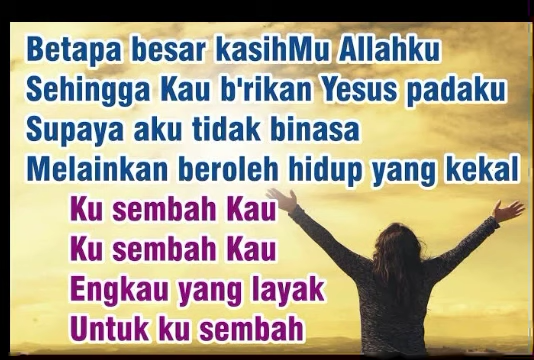 Betapa besar kasihMu Allahku
Sehingga Kau b'rikan Yesus padaku
Supaya aku tidak binasa
Melainkan beroleh hidup yang kekal
Ku sembah Kau
Ku sembah Kau
Engkau yang layak
Untuk ku sembah